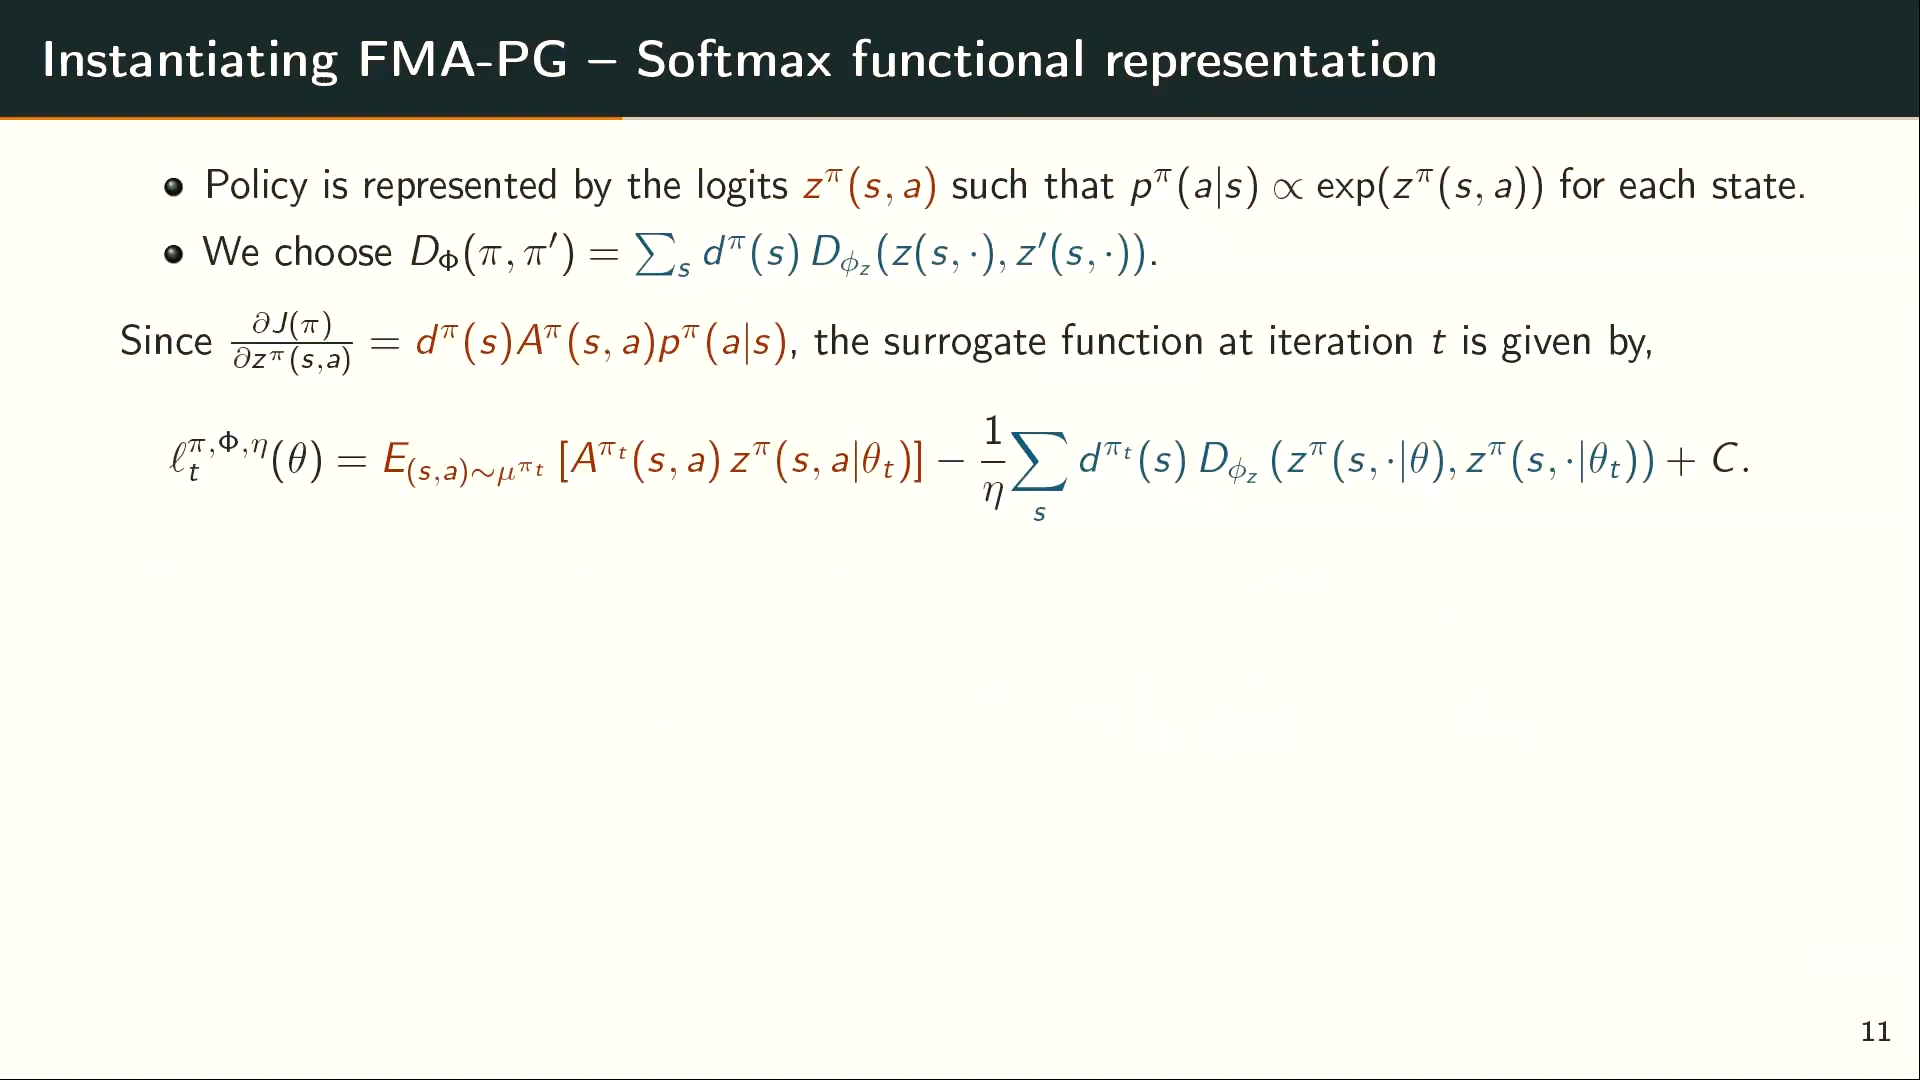 Instantiating FMA-PG – Softmax functional representation
• Policy is represented by the logits z^π(s, a) such that p^π(a|s) ∝ exp(z^π(s, a)) for each state.
• We choose D_Φ(π, π′) = ∑_s d^π(s) D_{ϕ_z}(z(s, ·), z′(s, ·)).
Since ∂J(π)/∂z^π(s,a) = d^π(s)A^π(s, a)p^π(a|s), the surrogate function at iteration t is given by,
ℓ_t^{π,Φ,η}(θ) = E_{(s,a)∼μ^{π_t}} [A^{π_t}(s, a) z^π(s, a|θ_t)] − 1/η ∑_s d^{π_t}(s) D_{ϕ_z} (z^π(s, ·|θ), z^π(s, ·|θ_t)) + C.
11